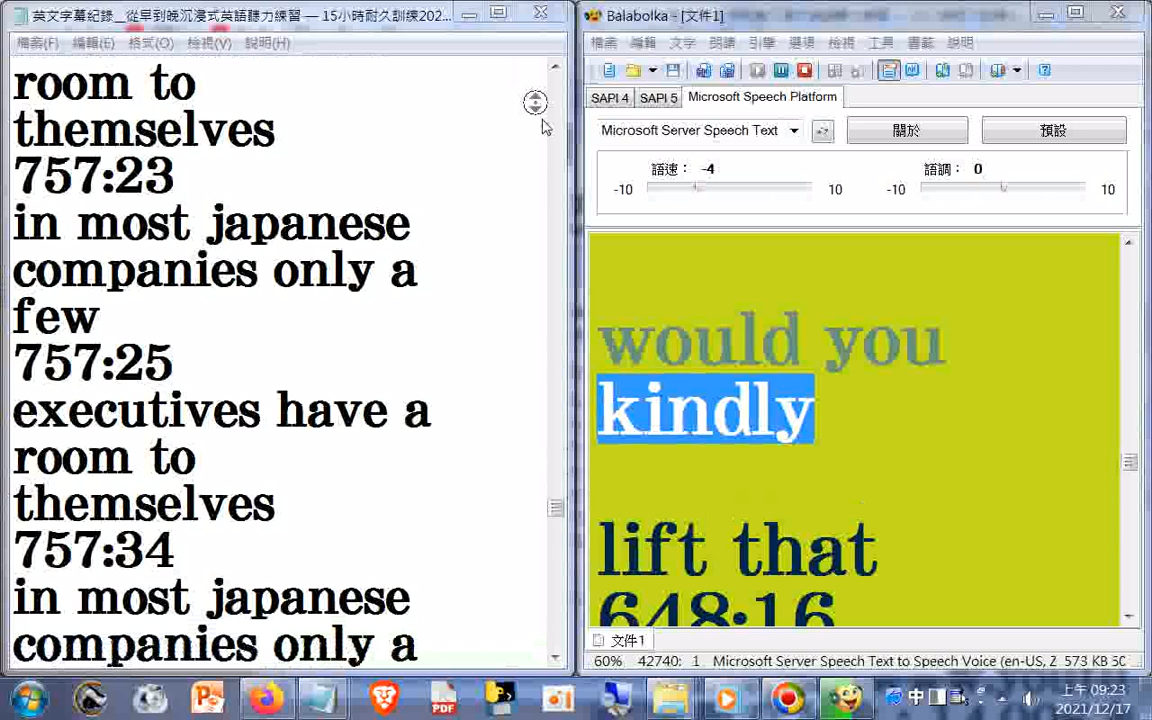 英文字幕紀錄__從早到晚沉浸式英語聽力練習 — 15小時耐久訓練202...
檔案(F) 編輯(E) 格式(O) 檢視(V) 說明(H)
room to
themselves
757:23
in most japanese
companies only a
few
757:25
executives have a
room to
themselves
757:34
in most japanese
companies only a
Balabolka - [文件1]
檔案 編輯 文字 朗讀 引擎 選項 檢視 工具 書籤 說明
SAPI 4 SAPI 5 Microsoft Speech Platform
Microsoft Server Speech Text
關於 預設
語速： -4 語調： 0
-10 10 -10 10
would you
kindly
lift that
648:16
文件1
60% 42740: 1 Microsoft Server Speech Text to Speech Voice (en-US, Z 573 KB 50
PDF 中 上午 09:23
2021/12/17